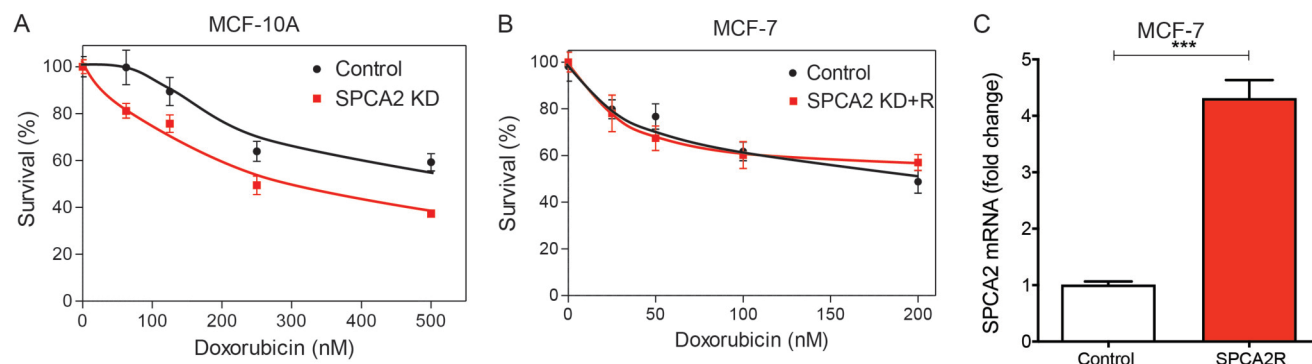 A
MCF-10A
Survival (%)
100
80
60
40
20
0
Control
SPCA2 KD
0
100
200
300
400
500
Doxorubicin (nM)
B
MCF-7
Survival (%)
100
80
60
40
20
0
Control
SPCA2 KD+R
0
50
100
150
200
Doxorubicin (nM)
C
MCF-7
***
SPCA2 mRNA (fold change)
5
4
3
2
1
0
Control
SPCA2R